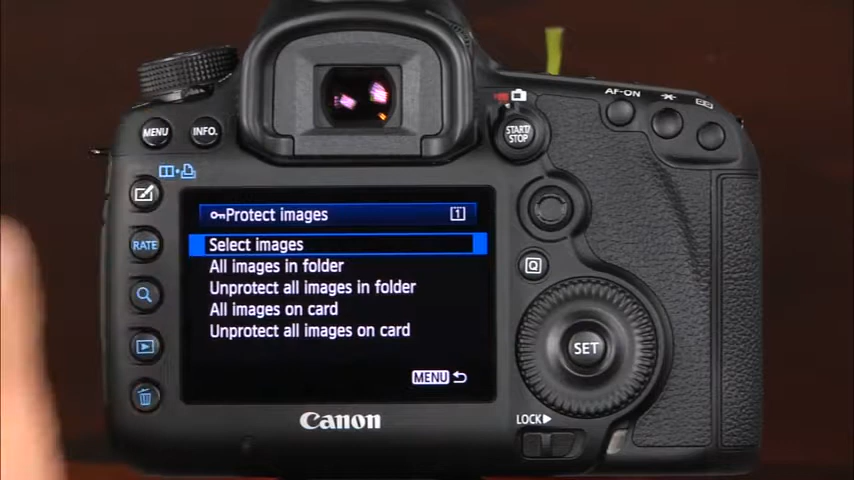 AF-ON
MENU
INFO.
START/
STOP
RATE
Protect images
1
Select images
All images in folder
Unprotect all images in folder
All images on card
Unprotect all images on card
MENU
Q
SET
Canon
LOCK